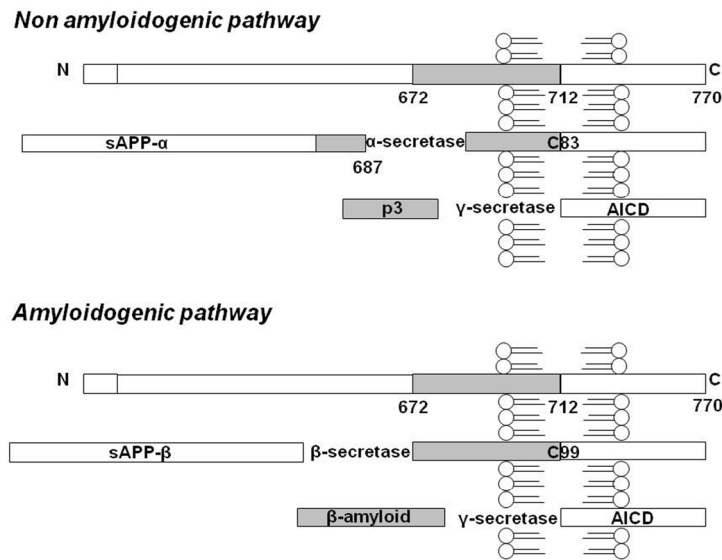 Non amyloidogenic pathway
N C
672 712 770
sAPP-α α-secretase C83
687
p3 γ-secretase AICD
Amyloidogenic pathway
N C
672 712 770
sAPP-β β-secretase C99
β-amyloid γ-secretase AICD